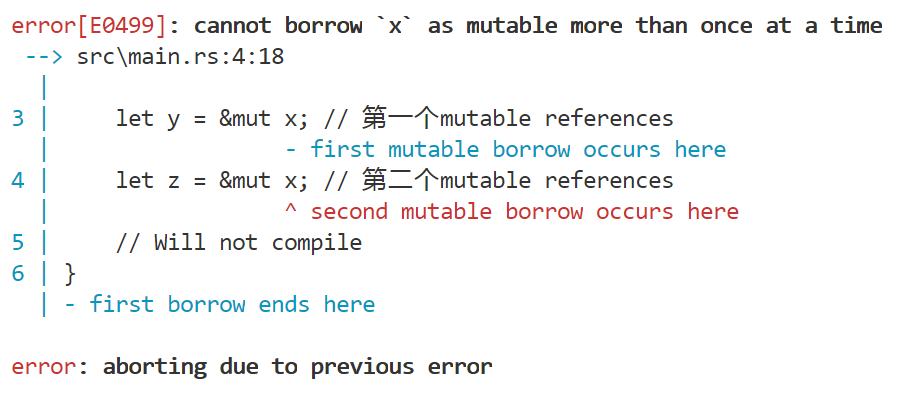 error[E0499]: cannot borrow `x` as mutable more than once at a time
 --> src\main.rs:4:18
  |
3 |     let y = &mut x; // 第一个mutable references
  |                  - first mutable borrow occurs here
4 |     let z = &mut x; // 第二个mutable references
  |                  ^ second mutable borrow occurs here
5 |     // Will not compile
6 | }
  | - first borrow ends here
error: aborting due to previous error